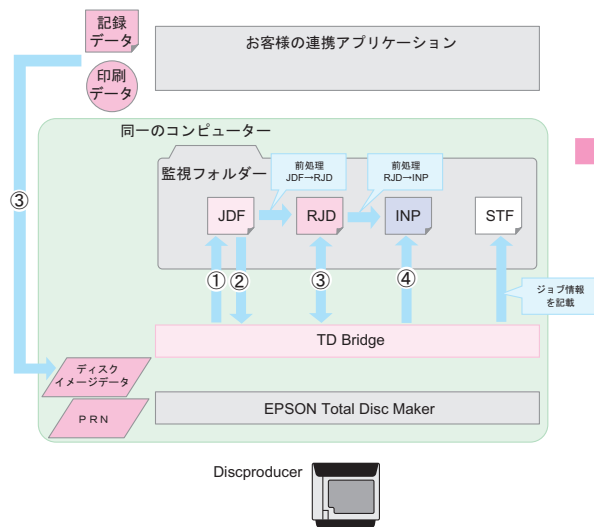 記録
データ
お客様の連携アプリケーション
印刷
データ
同一のコンピューター
監視フォルダー
前処理
JDF→RJD
前処理
RJD→INP
JDF
RJD
INP
STF
③
①
②
③
④
ジョブ情報
を記載
TD Bridge
ディスク
イメージデータ
PRN
EPSON Total Disc Maker
Discproducer